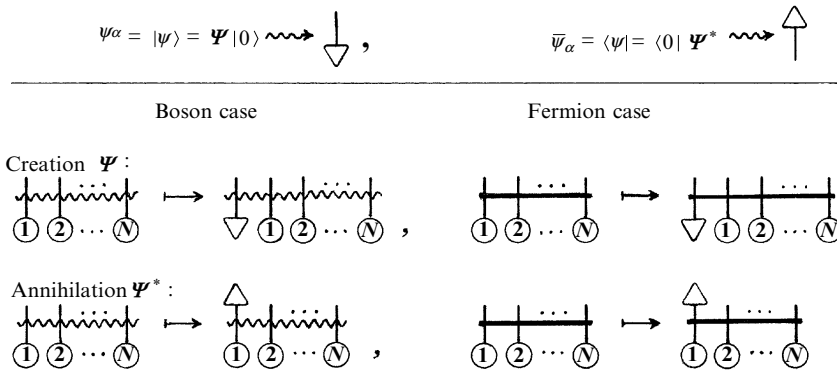 ψα = |ψ⟩ = Ψ|0⟩ , ψ̄α = ⟨ψ| = ⟨0| Ψ*
Boson case Fermion case
Creation Ψ :
... ... ... ...
1 2 ... N 1 2 ... N , 1 2 ... N 1 2 ... N
Annihilation Ψ* :
... ... ... ...
1 2 ... N 1 2 ... N , 1 2 ... N 1 2 ... N